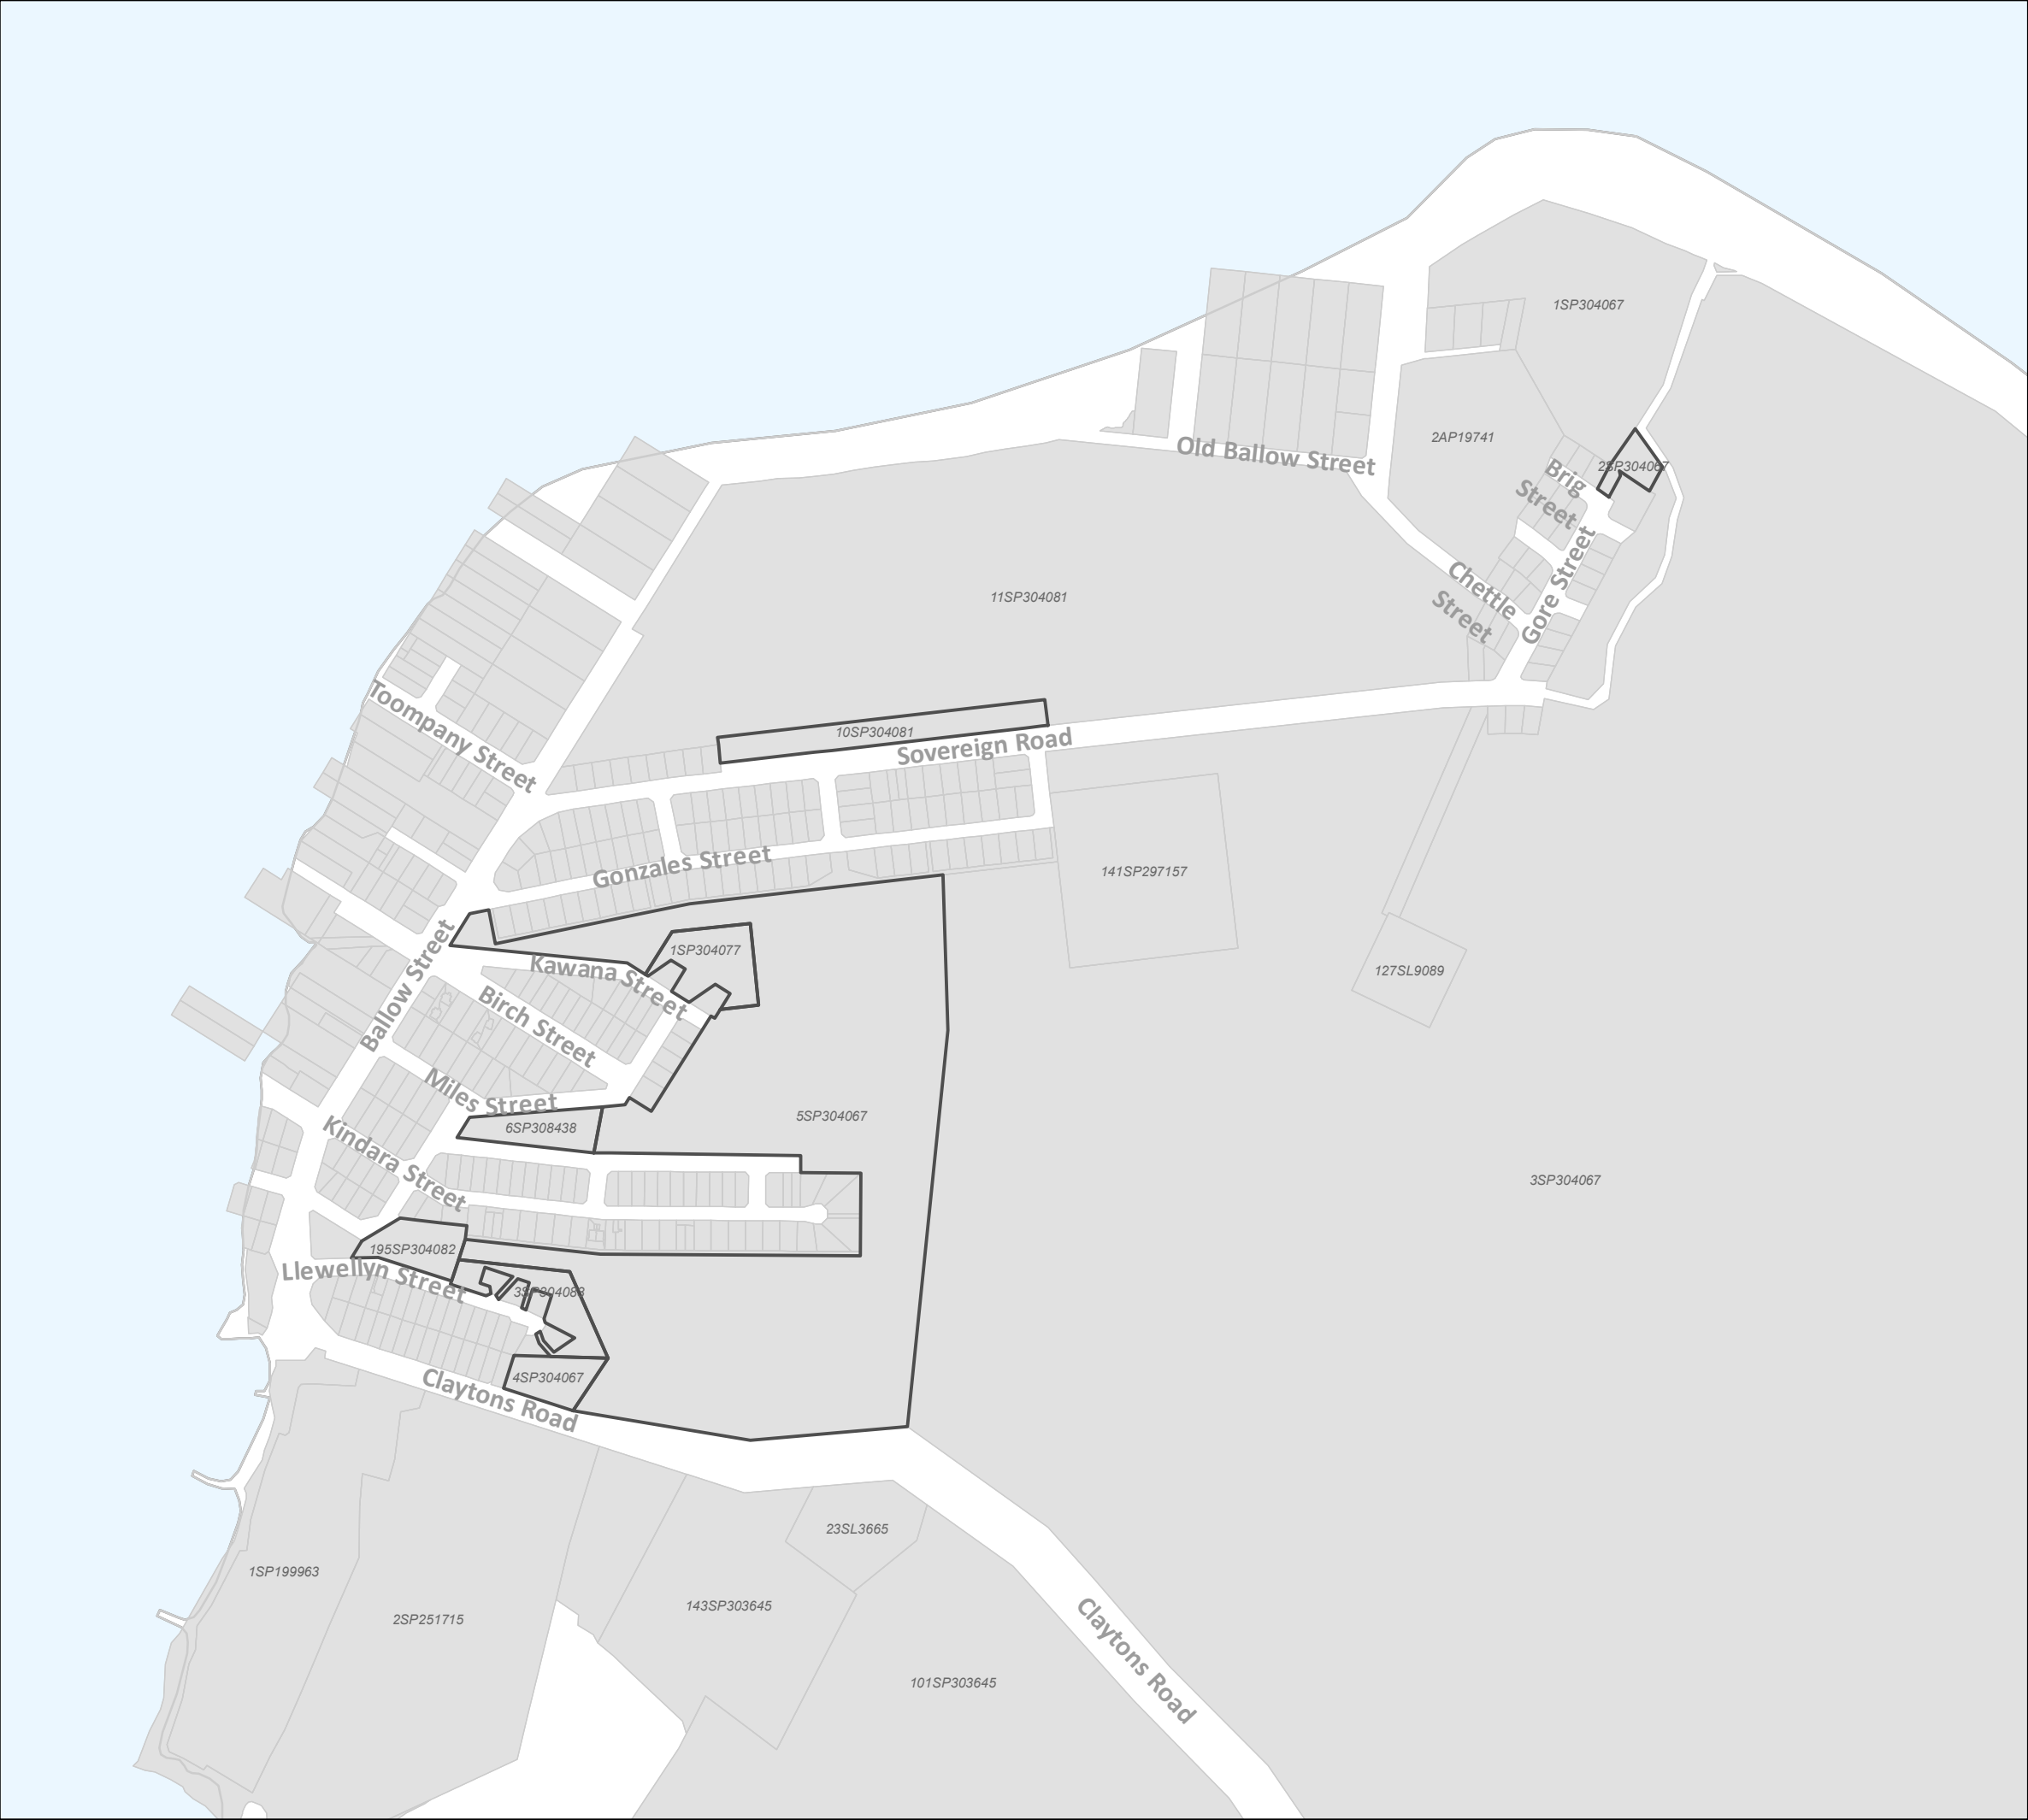 1SP304067
2AP19741
Old Ballow Street
2SP304067
Brig
Street
Gore Street
Chettle
Street
11SP304081
Toompany Street
10SP304081
Sovereign Road
Gonzales Street
141SP297157
127SL9089
Ballow Street
1SP304077
Kawana Street
Birch Street
Miles Street
5SP304067
6SP308438
Kindara Street
3SP304067
195SP304082
Llewellyn Street
3SP304083
4SP304067
Claytons Road
23SL3665
1SP199963
143SP303645
2SP251715
Claytons Road
101SP303645